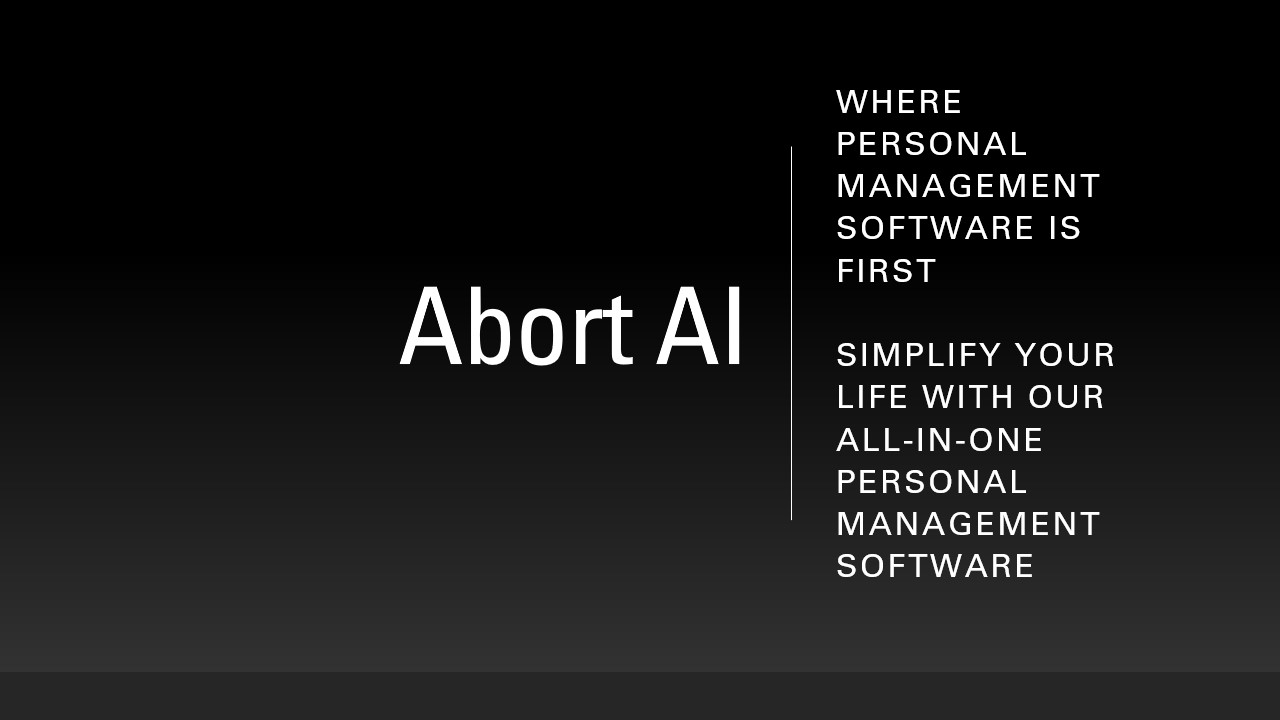 Abort AI
WHERE
PERSONAL
MANAGEMENT
SOFTWARE IS
FIRST
SIMPLIFY YOUR
LIFE WITH OUR
ALL-IN-ONE
PERSONAL
MANAGEMENT
SOFTWARE